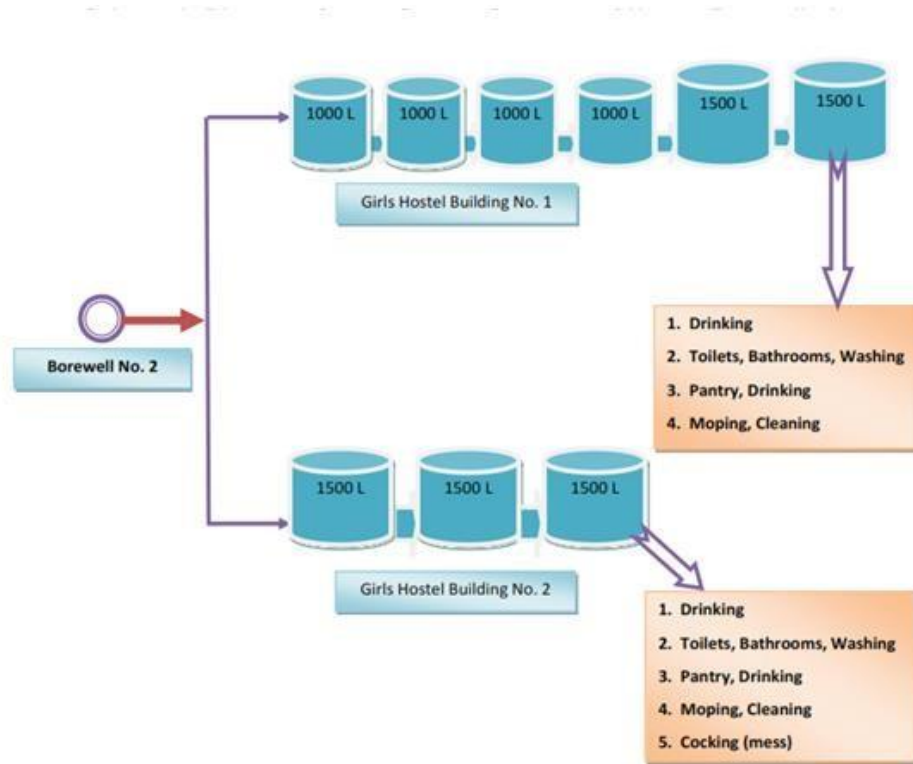 1000 L
1000 L
1000 L
1000 L
1500 L
1500 L
Girls Hostel Building No. 1
Borewell No. 2
1. Drinking
2. Toilets, Bathrooms, Washing
3. Pantry, Drinking
4. Moping, Cleaning
1500 L
1500 L
1500 L
Girls Hostel Building No. 2
1. Drinking
2. Toilets, Bathrooms, Washing
3. Pantry, Drinking
4. Moping, Cleaning
5. Cocking (mess)